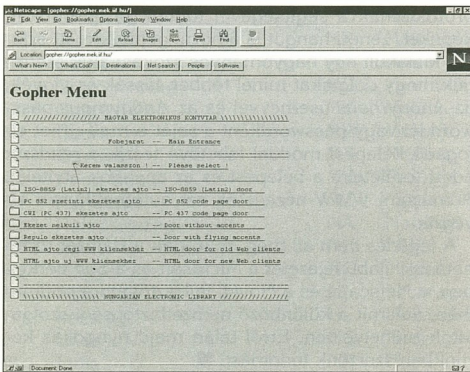 Netscape - [gopher://gopher.mek.iif.hu/]
File Edit View Go Bookmarks Options Directory Window Help
Back Home Edit Reload Images Open Print Find
Location: gopher://gopher.mek.iif.hu/
What's New? What's Cool? Destinations Net Search People Software
N
Gopher Menu
//////////////////// MAGYAR ELEKTRONIKUS KONYVTAR \\\\\\\\\\\\\\\\\\\\
Fobejarat -- Main Entrance
Kerem valasszon ! -- Please select !
ISO-8859 (Latin2) ekezetes ajto -- ISO-8859 (Latin2) door
PC 852 szerinti ekezetes ajto -- PC 852 code page door
CWI (PC 437) ekezetes ajto -- PC 437 code page door
Ekezet nelkuli ajto -- Door without accents
Repulo ekezetes ajto -- Door with flying accents
HTML ajto regi WWW kliensekhez -- HTML door for old Web clients
HTML ajto uj WWW kliensekhez -- HTML door for new Web clients
\\\\\\\\\\\\\\\\\\\\ HUNGARIAN ELECTRONIC LIBRARY ////////////////////
Document: Done